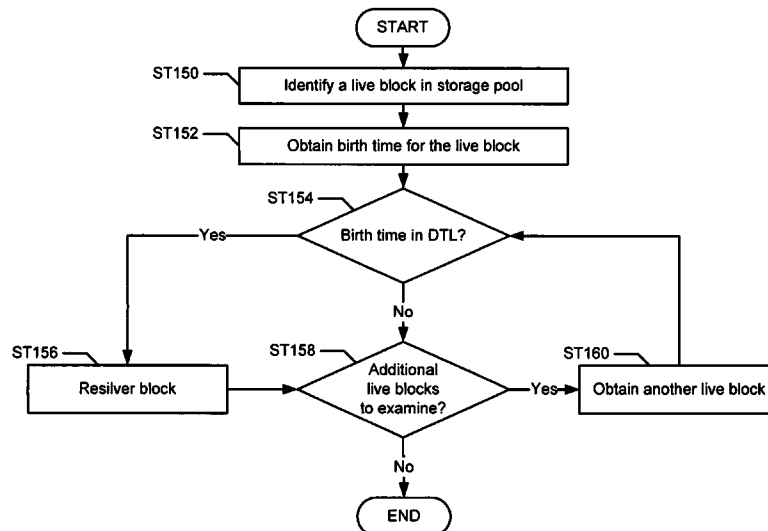 START
ST150
Identify a live block in storage pool
ST152
Obtain birth time for the live block
ST154
Birth time in DTL?
Yes
No
ST156
Resilver block
ST158
Additional
live blocks
to examine?
Yes
ST160
Obtain another live block
No
END